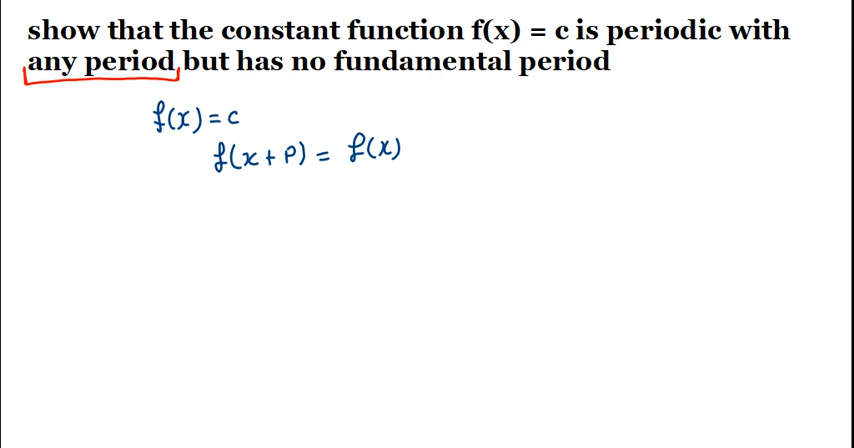 show that the constant function f(x) = c is periodic with
any period but has no fundamental period
f(x) = c
f(x + p) = f(x)